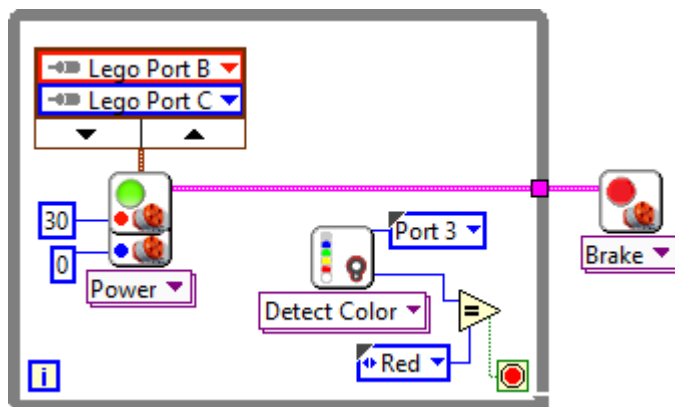 Lego Port B
Lego Port C
30
0
Power
Port 3
Detect Color
=
Red
i
Brake